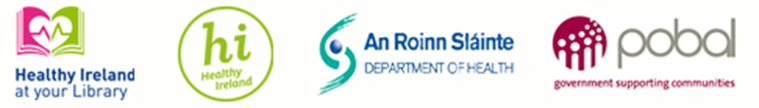 Healthy Ireland
at your Library
hi
Healthy
Ireland
An Roinn Sláinte
DEPARTMENT OF HEALTH
pobal
government supporting communities